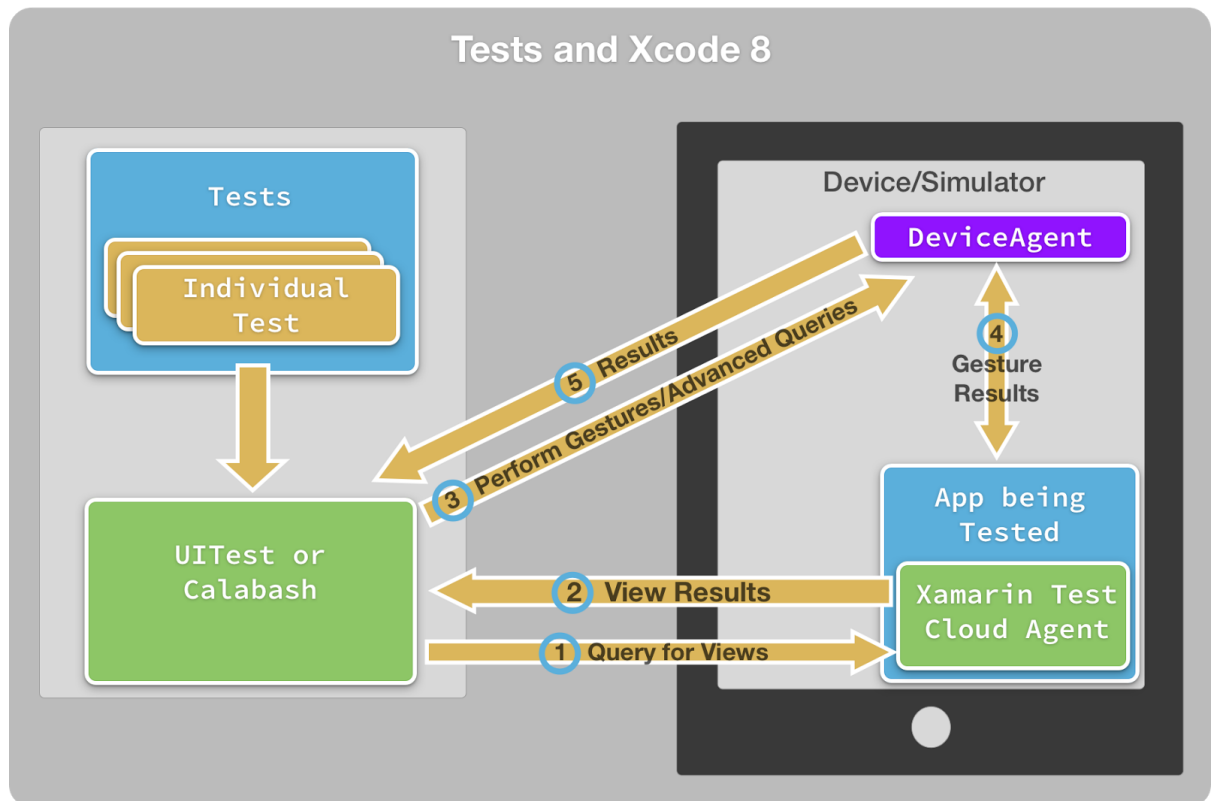 Tests and Xcode 8
Tests
Individual
Test
UITest or
Calabash
Device/Simulator
DeviceAgent
5 Results
3 Perform Gestures/Advanced Queries
4
Gesture
Results
App being
Tested
Xamarin Test
Cloud Agent
2 View Results
1 Query for Views